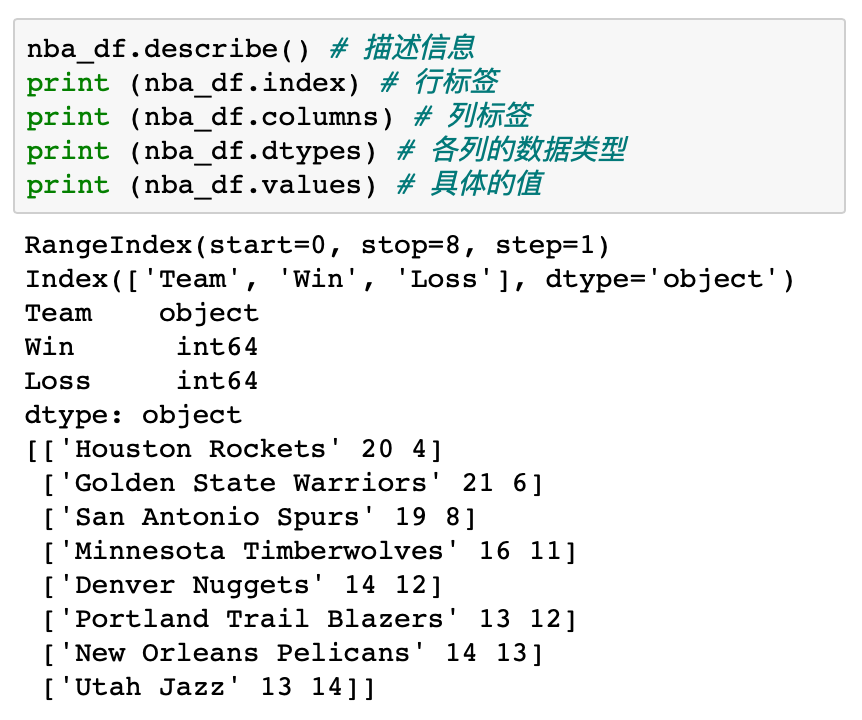 nba_df.describe() # 描述信息
print (nba_df.index) # 行标签
print (nba_df.columns) # 列标签
print (nba_df.dtypes) # 各列的数据类型
print (nba_df.values) # 具体的值
RangeIndex(start=0, stop=8, step=1)
Index(['Team', 'Win', 'Loss'], dtype='object')
Team    object
Win      int64
Loss     int64
dtype: object
[['Houston Rockets' 20 4]
 ['Golden State Warriors' 21 6]
 ['San Antonio Spurs' 19 8]
 ['Minnesota Timberwolves' 16 11]
 ['Denver Nuggets' 14 12]
 ['Portland Trail Blazers' 13 12]
 ['New Orleans Pelicans' 14 13]
 ['Utah Jazz' 13 14]]